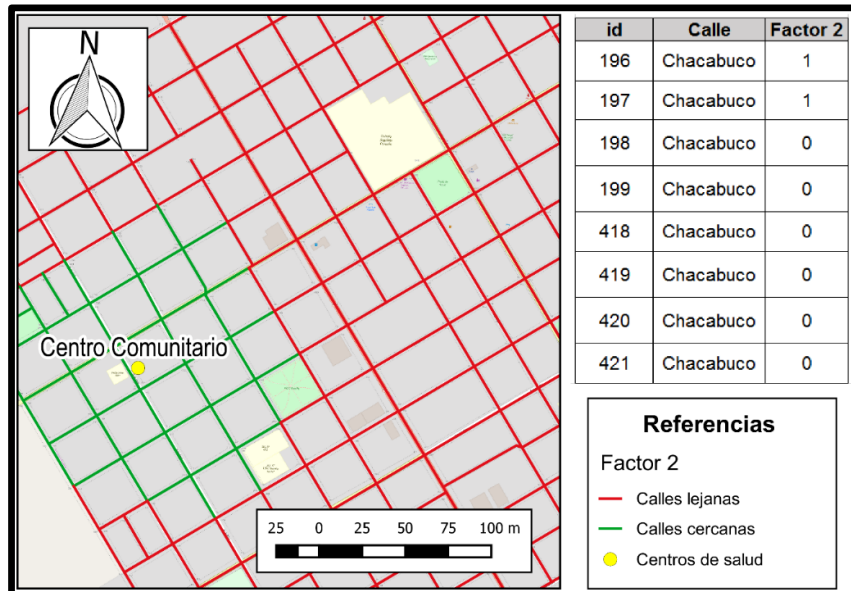 N
Centro Comunitario
25 0 25 50 75 100 m
id Calle Factor 2
196 Chacabuco 1
197 Chacabuco 1
198 Chacabuco 0
199 Chacabuco 0
418 Chacabuco 0
419 Chacabuco 0
420 Chacabuco 0
421 Chacabuco 0
Referencias
Factor 2
Calles lejanas
Calles cercanas
Centros de salud